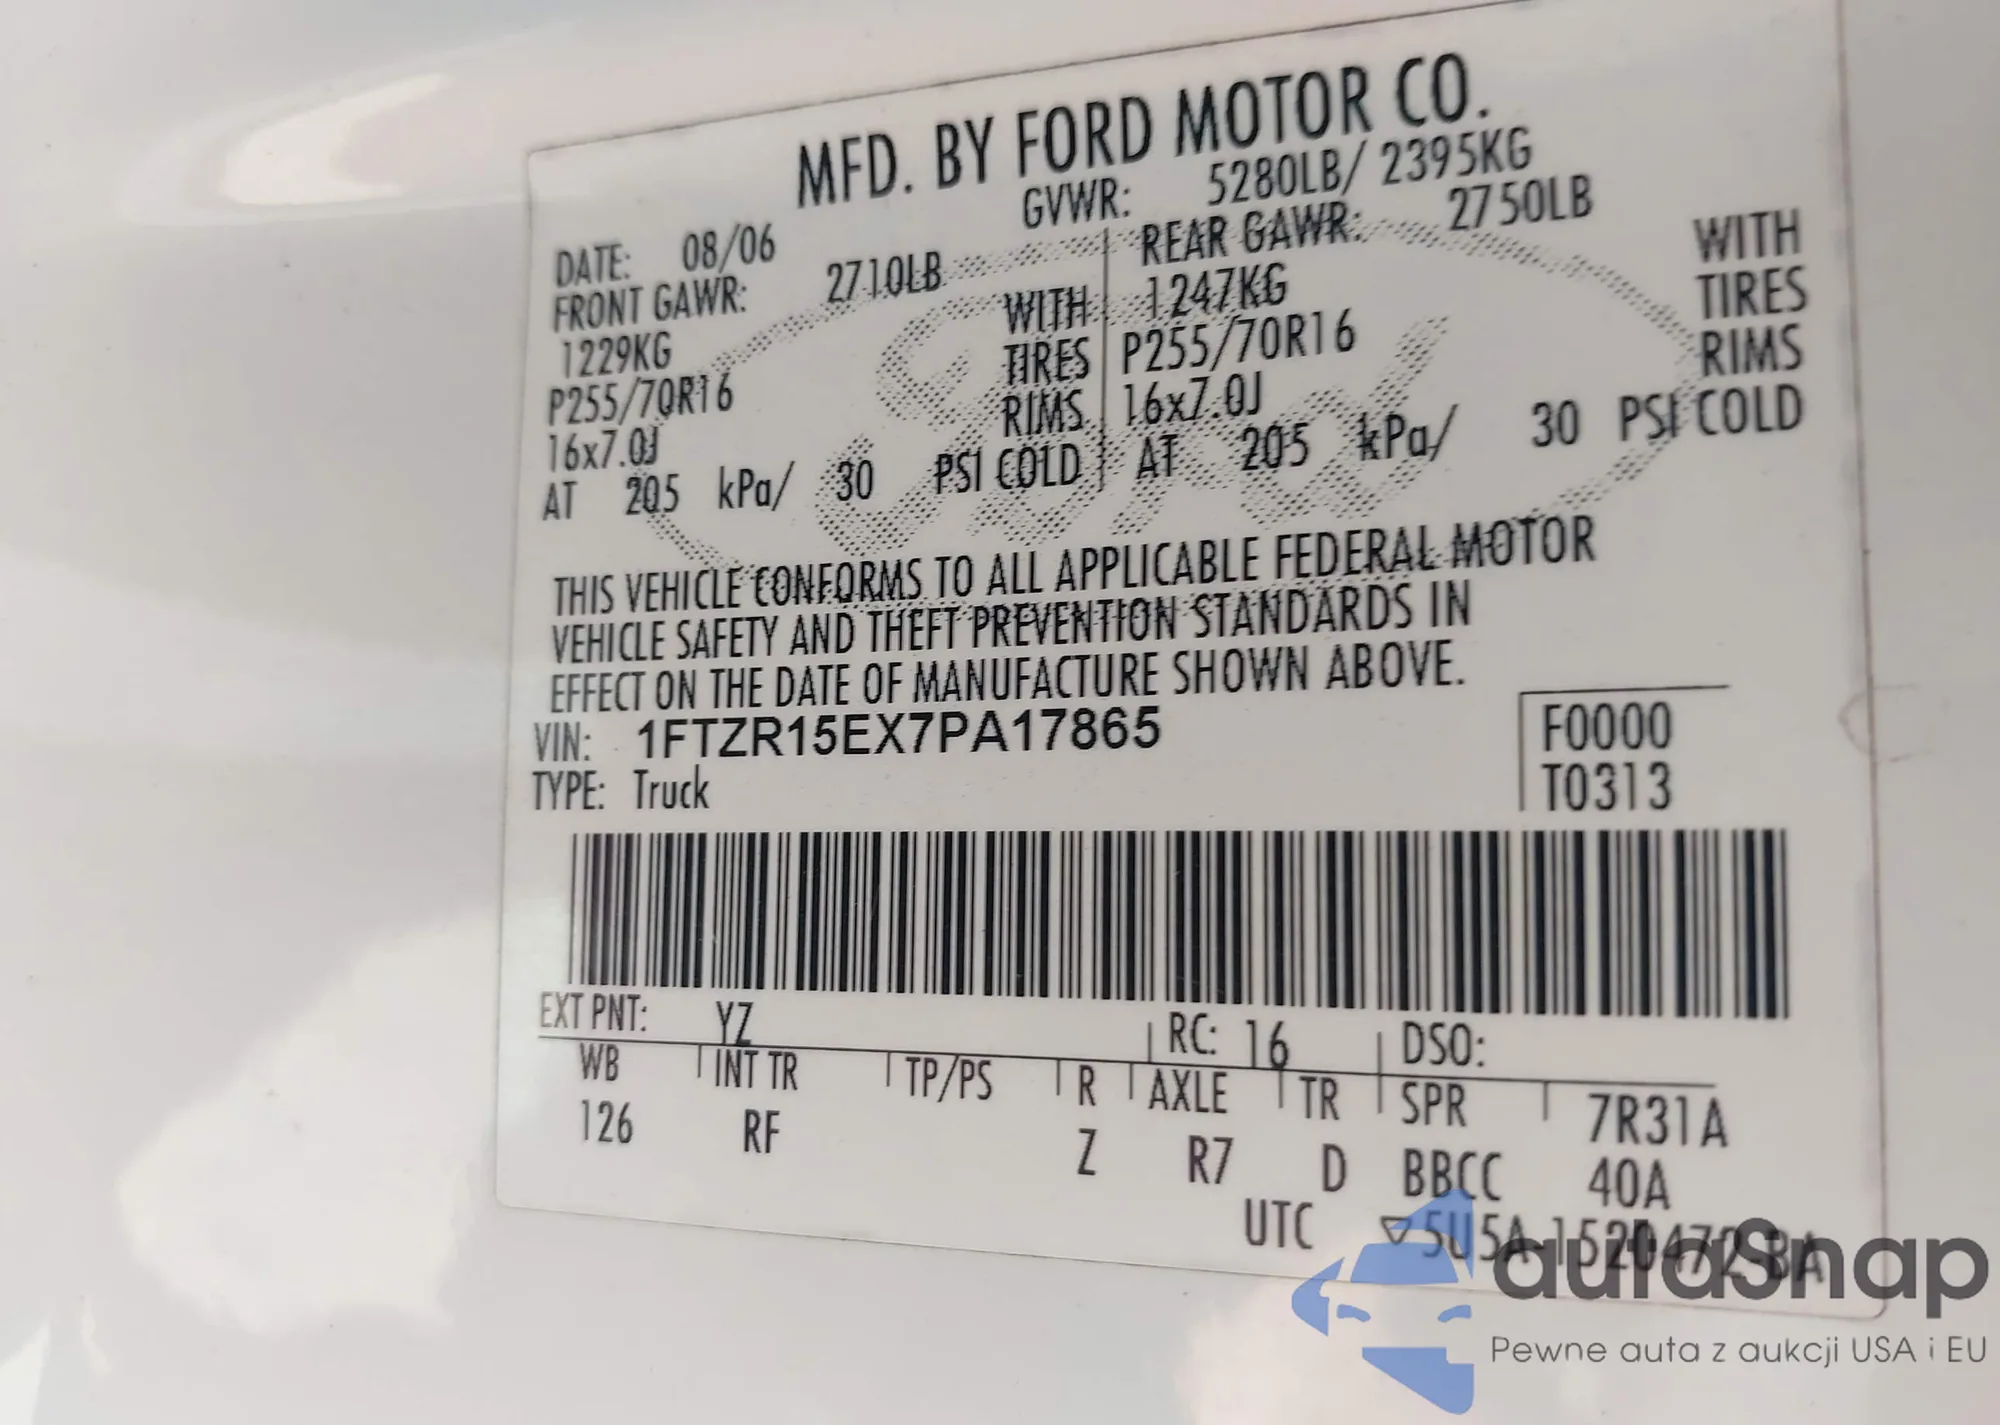 MFD. BY FORD MOTOR CO.
DATE: 08/06 GVWR: 5280LB/ 2395KG
FRONT GAWR: 2710LB REAR GAWR: 2750LB
1229KG WITH 1247KG WITH
P255/70R16 TIRES P255/70R16 TIRES
16x7.0J RIMS 16x7.0J RIMS
AT 205 kPa/ 30 PSI COLD AT 205 kPa/ 30 PSI COLD
THIS VEHICLE CONFORMS TO ALL APPLICABLE FEDERAL MOTOR
VEHICLE SAFETY AND THEFT PREVENTION STANDARDS IN
EFFECT ON THE DATE OF MANUFACTURE SHOWN ABOVE.
VIN: 1FTZR15EX7PA17865 F0000
TYPE: Truck T0313
EXT PNT: YZ RC: 16 DSO:
WB INT TR TP/PS R AXLE TR SPR 7R31A
126 RF Z R7 D BBCC 40A
UTC ▽5U5A-1520472-BA
autaSnap
Pewne auta z aukcji USA i EU